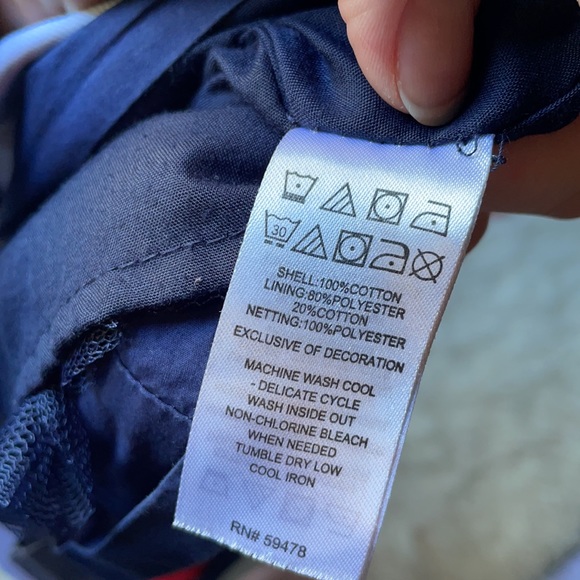 30
SHELL:100%COTTON
LINING:80%POLYESTER
20%COTTON
NETTING:100%POLYESTER
EXCLUSIVE OF DECORATION
MACHINE WASH COOL
- DELICATE CYCLE
WASH INSIDE OUT
NON-CHLORINE BLEACH
WHEN NEEDED
TUMBLE DRY LOW
COOL IRON
RN# 59478